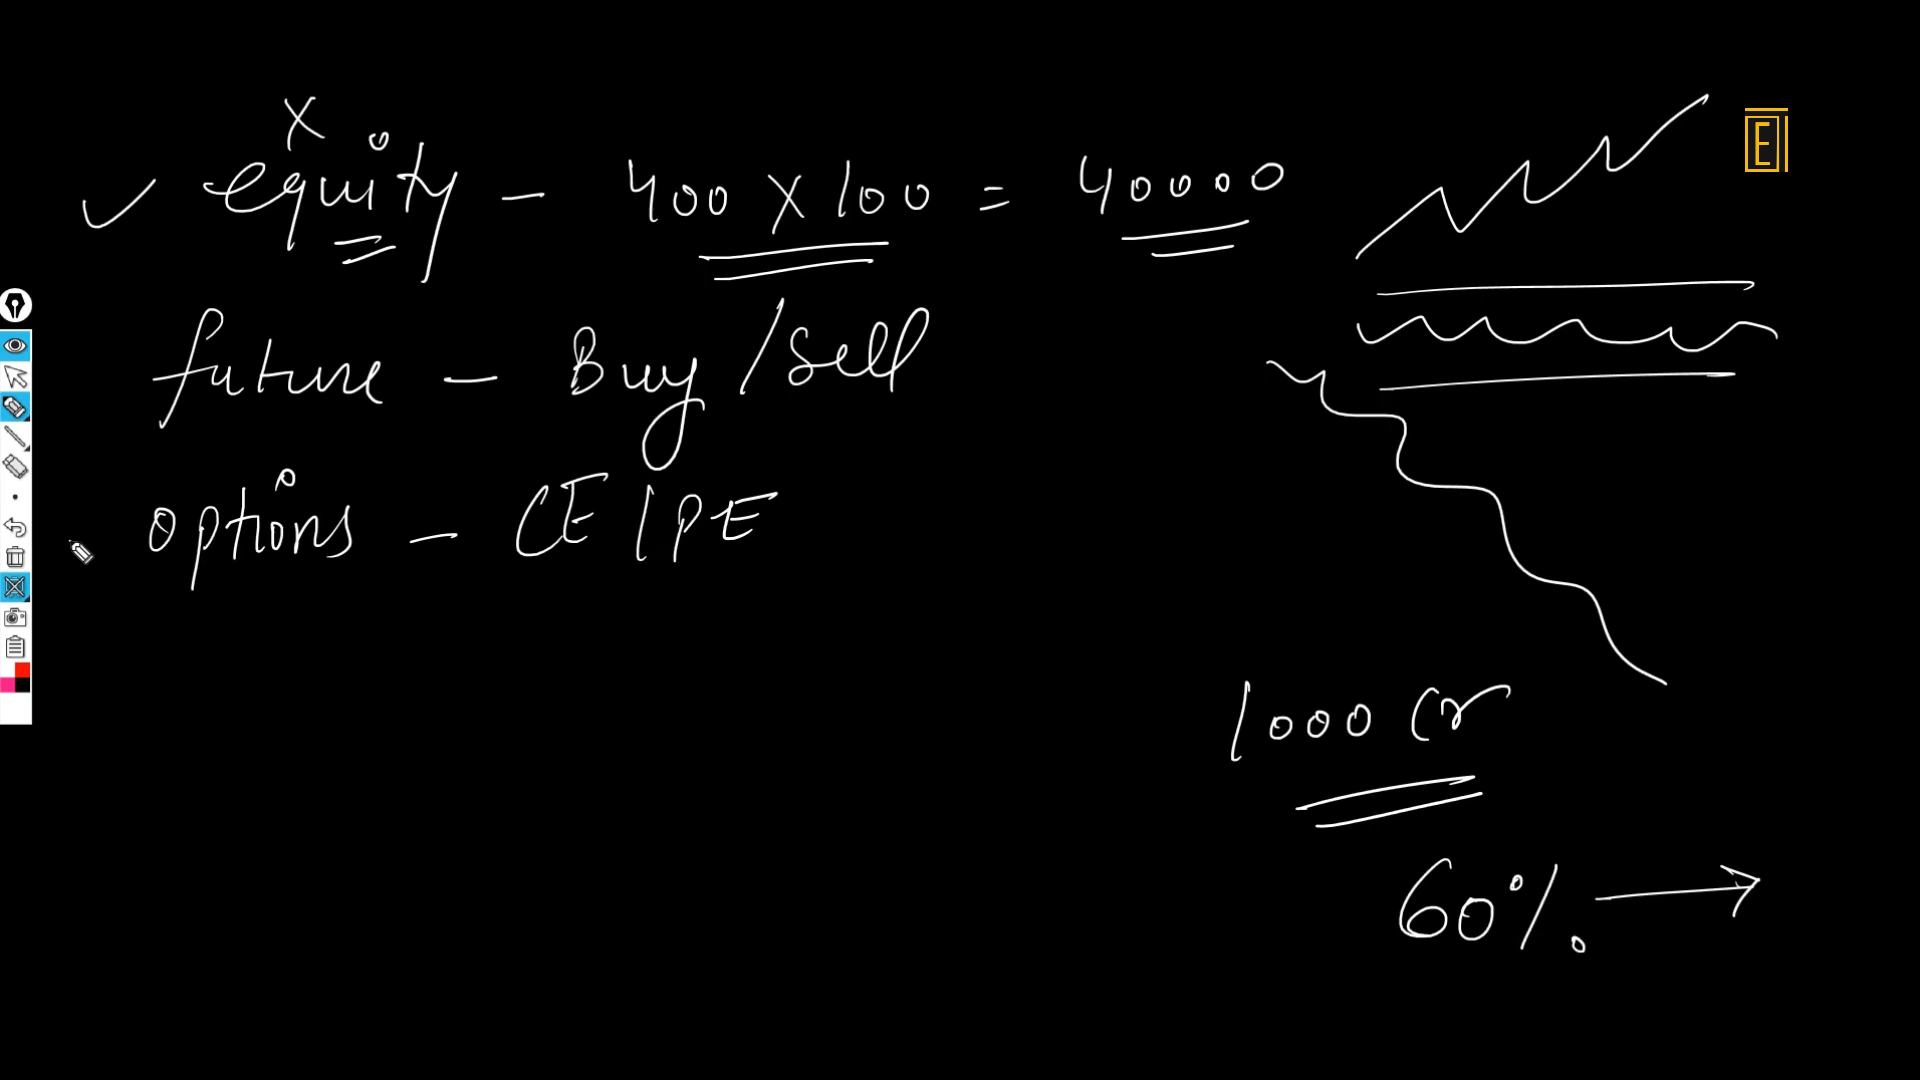 X
equity - 400 X 100 = 40000
future - Buy / Sell
options - CE / PE
1000 Cr
60% →
E